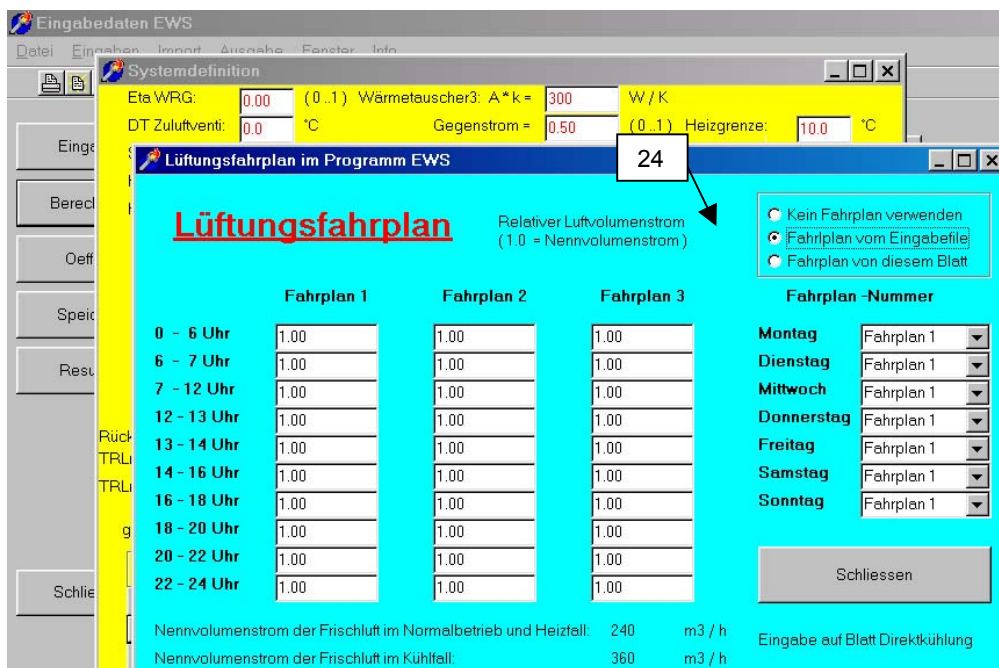 Eingabedaten EWS
Datei Eingaben Import Ausgabe Fenster Info
Systemdefinition
Eta WRG: 0.00 (0..1) Wärmetauscher3: A*k= 300 W / K
DT Zuluftventi: 0.0 °C Gegenstrom = 0.50 (0..1) Heizgrenze: 10.0 °C
Lüftungsfahrplan im Programm EWS
24
Lüftungsfahrplan
Relativer Luftvolumenstrom
( 1.0 = Nennvolumenstrom )
Kein Fahrplan verwenden
Fahrlplan vom Eingabefile
Fahrplan von diesem Blatt
Fahrplan 1 Fahrplan 2 Fahrplan 3 Fahrplan -Nummer
0 - 6 Uhr 1.00 1.00 1.00 Montag Fahrplan 1
6 - 7 Uhr 1.00 1.00 1.00 Dienstag Fahrplan 1
7 - 12 Uhr 1.00 1.00 1.00 Mittwoch Fahrplan 1
12 - 13 Uhr 1.00 1.00 1.00 Donnerstag Fahrplan 1
13 - 14 Uhr 1.00 1.00 1.00 Freitag Fahrplan 1
14 - 16 Uhr 1.00 1.00 1.00 Samstag Fahrplan 1
16 - 18 Uhr 1.00 1.00 1.00 Sonntag Fahrplan 1
18 - 20 Uhr 1.00 1.00 1.00
20 - 22 Uhr 1.00 1.00 1.00
22 - 24 Uhr 1.00 1.00 1.00
Schliessen
Nennvolumenstrom der Frischluft im Normalbetrieb und Heizfall: 240 m3 / h
Nennvolumenstrom der Frischluft im Kühlfall: 360 m3 / h
Eingabe auf Blatt Direktkühlung
Einga
Berecl
Oeff
Speic
Resu
Schlie
Rück
TRLu
TRLu